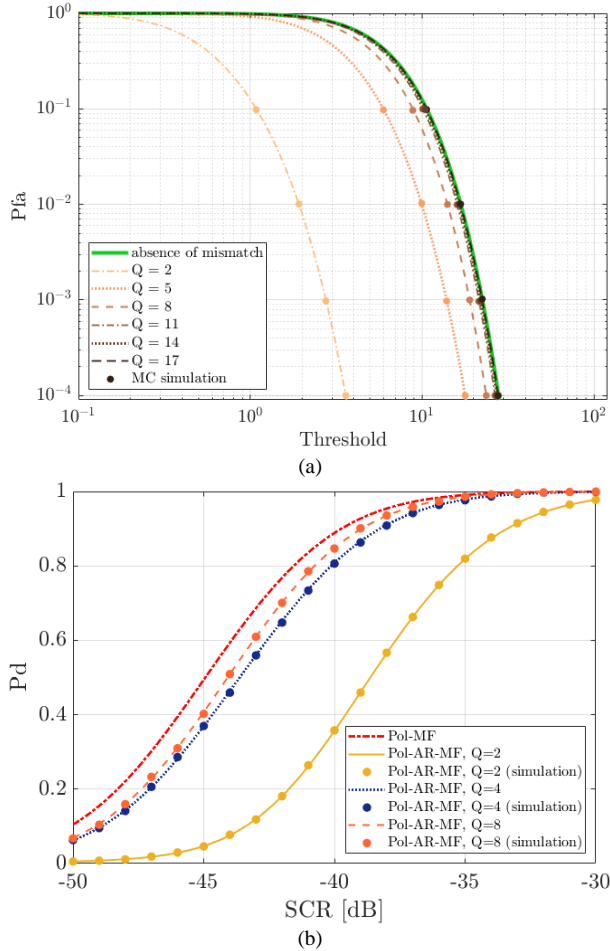 10^0
10^-1
10^-2
10^-3
10^-4
Pfa
absence of mismatch
Q = 2
Q = 5
Q = 8
Q = 11
Q = 14
Q = 17
MC simulation
10^-1
10^0
10^1
10^2
Threshold
(a)
1
0.8
0.6
0.4
0.2
0
Pd
Pol-MF
Pol-AR-MF, Q=2
Pol-AR-MF, Q=2 (simulation)
Pol-AR-MF, Q=4
Pol-AR-MF, Q=4 (simulation)
Pol-AR-MF, Q=8
Pol-AR-MF, Q=8 (simulation)
-50
-45
-40
-35
-30
SCR [dB]
(b)